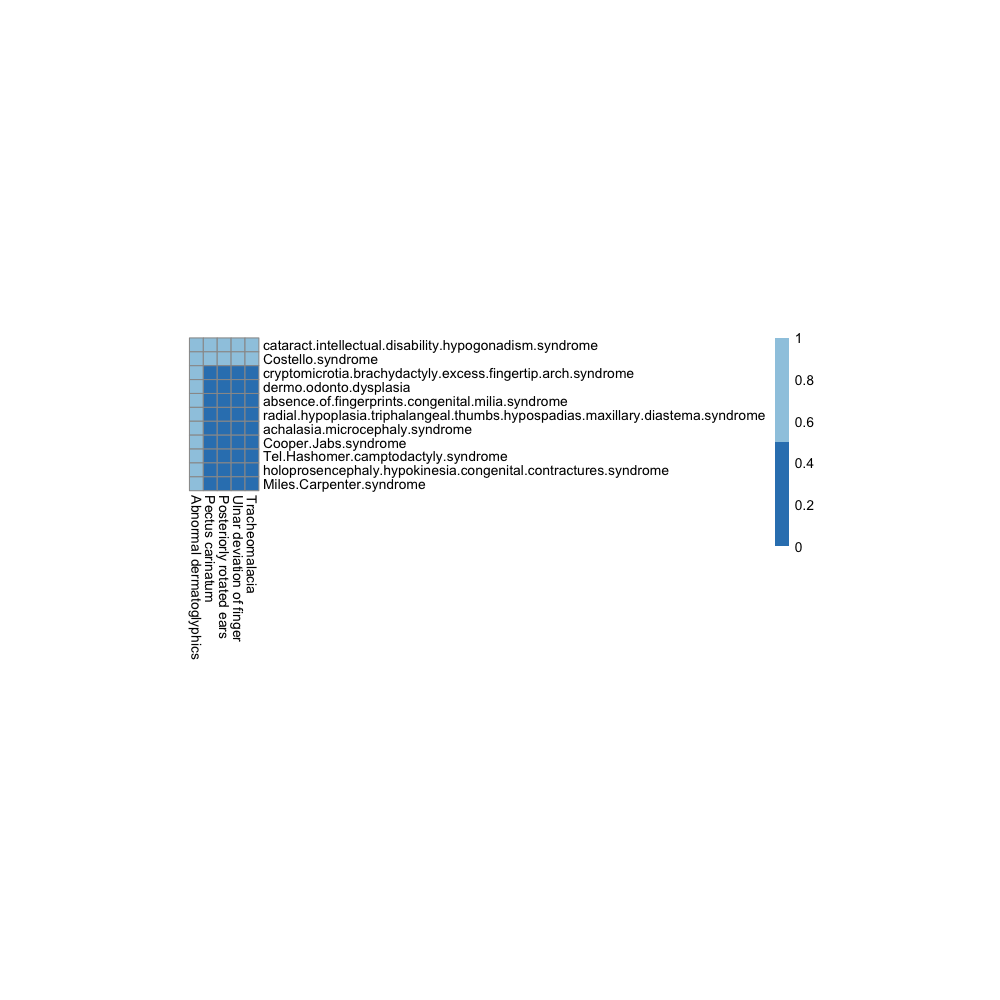 cataract.intellectual.disability.hypogonadism.syndrome
Costello.syndrome
cryptomicrotia.brachydactyly.excess.fingertip.arch.syndrome
dermo.odonto.dysplasia
absence.of.fingerprints.congenital.milia.syndrome
radial.hypoplasia.triphalangeal.thumbs.hypospadias.maxillary.diastema.syndrome
achalasia.microcephaly.syndrome
Cooper.Jabs.syndrome
Tel.Hashomer.camptodactyly.syndrome
holoprosencephaly.hypokinesia.congenital.contractures.syndrome
Miles.Carpenter.syndrome
Abnormal dermatoglyphics
Pectus carinatum
Posteriorly rotated ears
Ulnar deviation of finger
Tracheomalacia
1
0.8
0.6
0.4
0.2
0